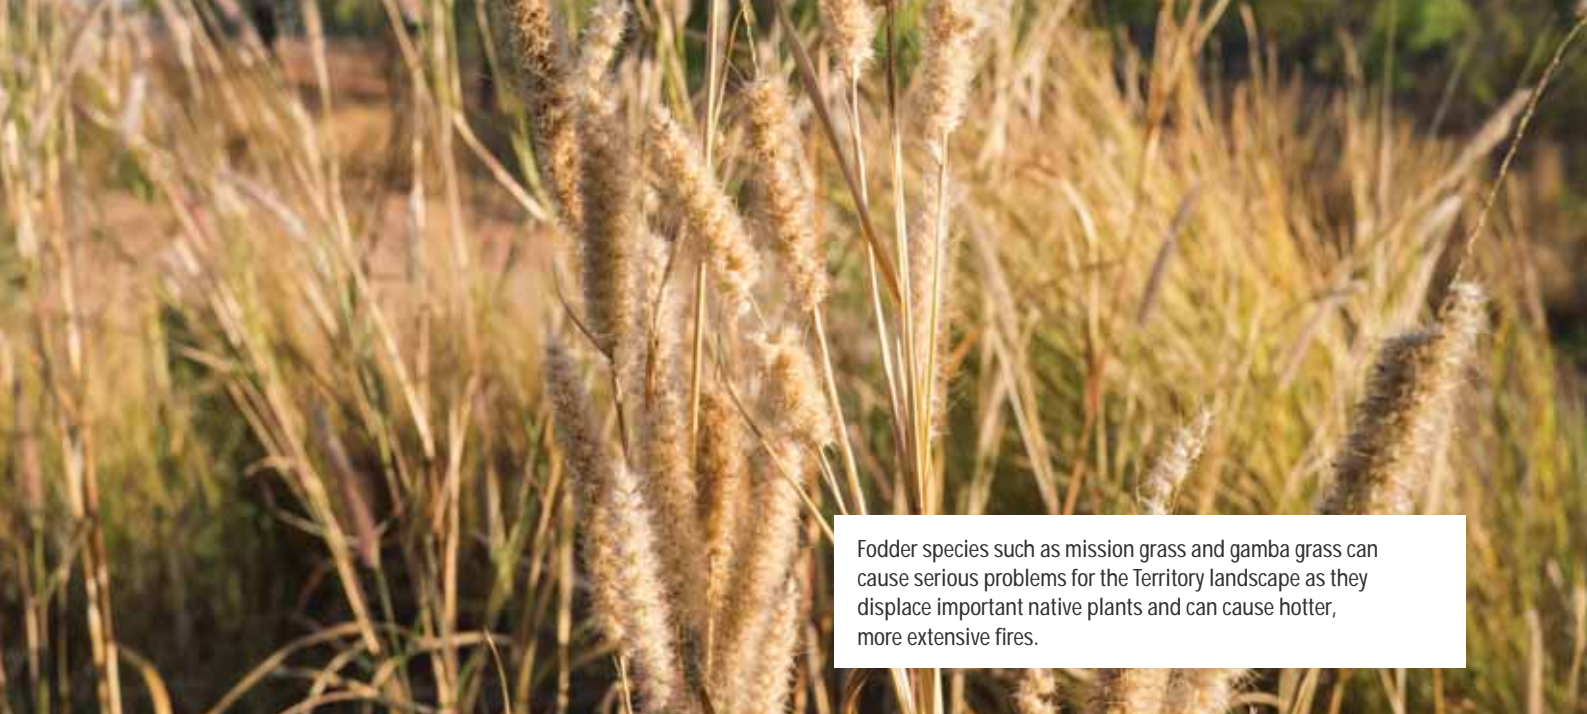 Fodder species such as mission grass and gamba grass can
cause serious problems for the Territory landscape as they
displace important native plants and can cause hotter,
more extensive fires.